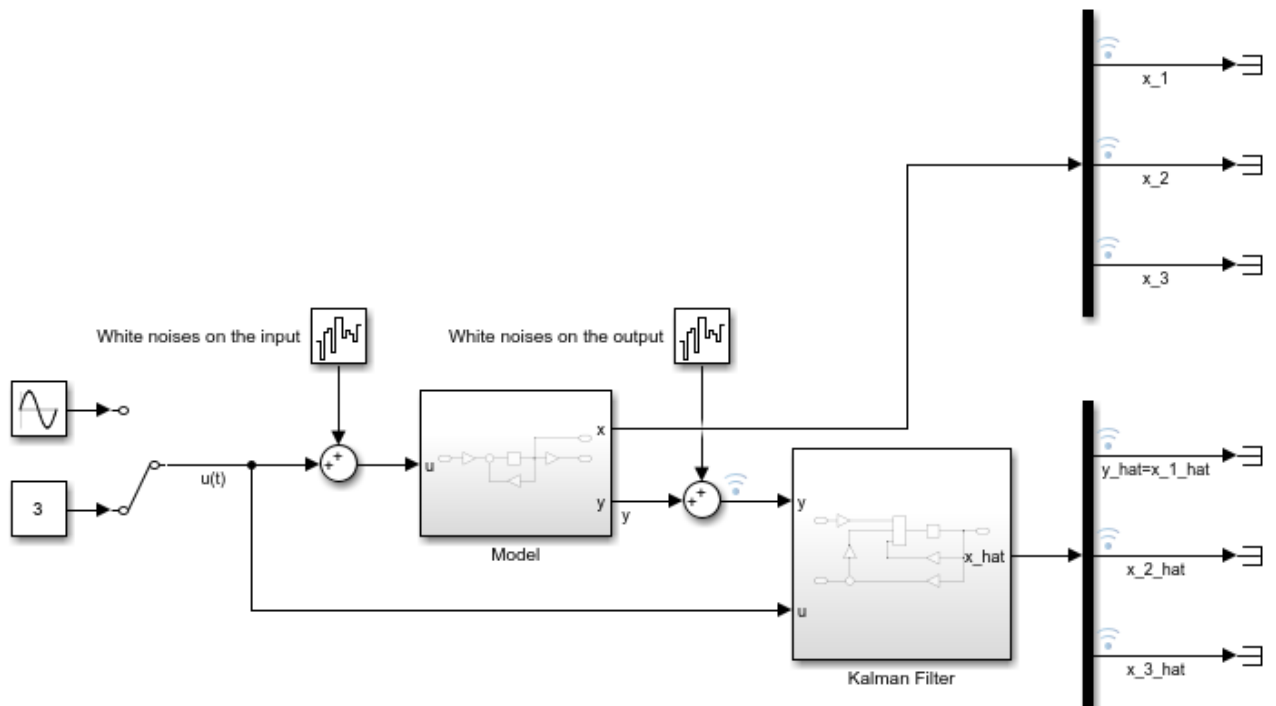 x_1
x_2
x_3
White noises on the input
White noises on the output
u(t)
3
u
x
y
y
Model
y
u
x_hat
Kalman Filter
y_hat=x_1_hat
x_2_hat
x_3_hat